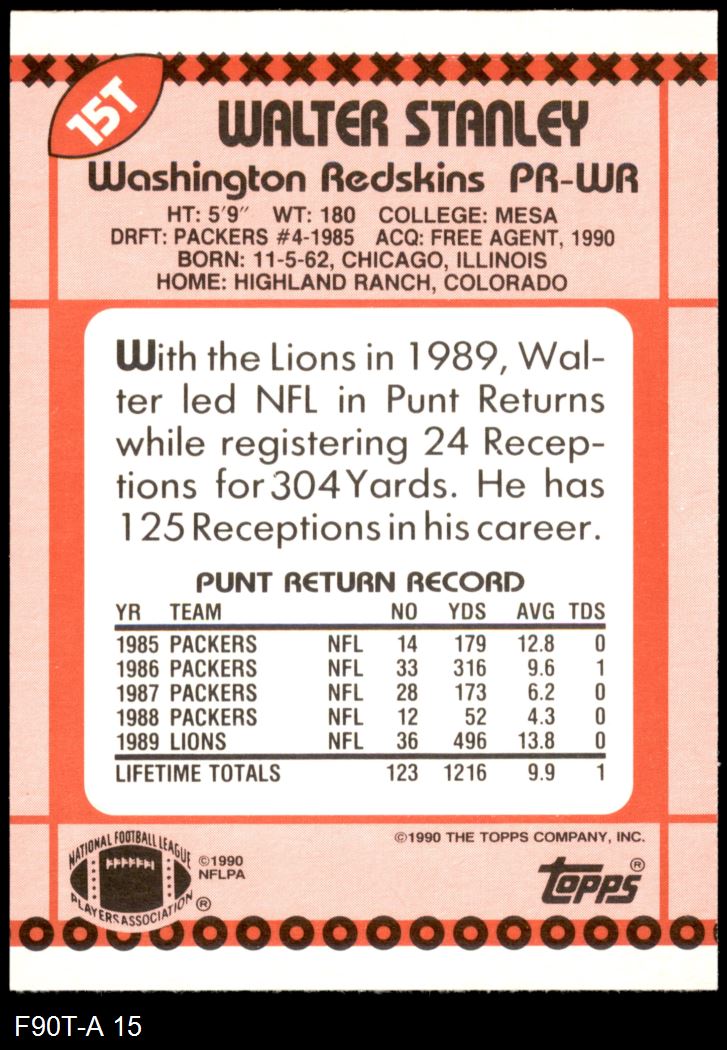 15T
WALTER STANLEY
Washington Redskins PR-WR
HT: 5'9" WT: 180 COLLEGE: MESA
DRFT: PACKERS #4-1985 ACQ: FREE AGENT, 1990
BORN: 11-5-62, CHICAGO, ILLINOIS
HOME: HIGHLAND RANCH, COLORADO
With the Lions in 1989, Wal-
ter led NFL in Punt Returns
while registering 24 Recep-
tions for 304 Yards. He has
125 Receptions in his career.
PUNT RETURN RECORD
YR TEAM NO YDS AVG TDS
1985 PACKERS NFL 14 179 12.8 0
1986 PACKERS NFL 33 316 9.6 1
1987 PACKERS NFL 28 173 6.2 0
1988 PACKERS NFL 12 52 4.3 0
1989 LIONS NFL 36 496 13.8 0
LIFETIME TOTALS 123 1216 9.9 1
©1990 THE TOPPS COMPANY, INC.
NATIONAL FOOTBALL LEAGUE
PLAYERS ASSOCIATION ®
©1990
NFLPA
Topps®
F90T-A 15